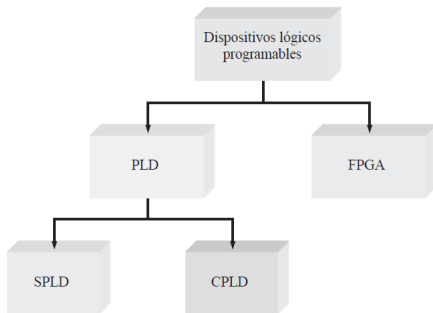 Dispositivos lógicos
programables
PLD
FPGA
SPLD
CPLD